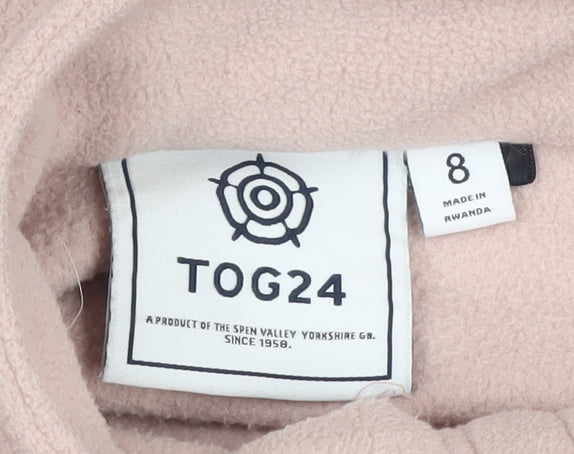 TOG24
A PRODUCT OF THE SPEN VALLEY YORKSHIRE GB.
SINCE 1958.
8
MADE IN
RWANDA